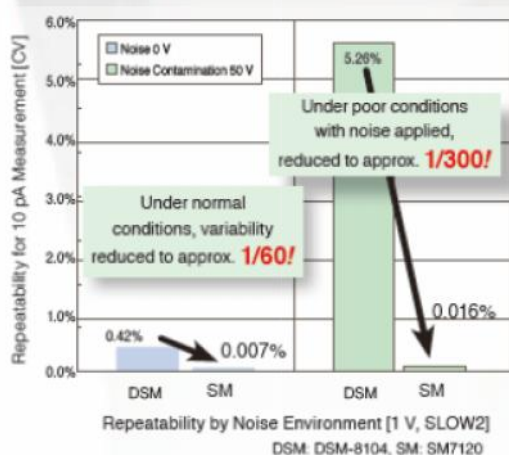 Repeatability for 10 pA Measurement [CV]
6.0%
5.0%
4.0%
3.0%
2.0%
1.0%
0.0%
Noise 0 V
Noise Contamination 50 V
5.26%
Under poor conditions
with noise applied,
reduced to approx. 1/300!
Under normal
conditions, variability
reduced to approx. 1/60!
0.42%
0.007%
0.016%
DSM SM DSM SM
Repeatability by Noise Environment [1 V, SLOW2]
DSM: DSM-8104, SM: SM7120